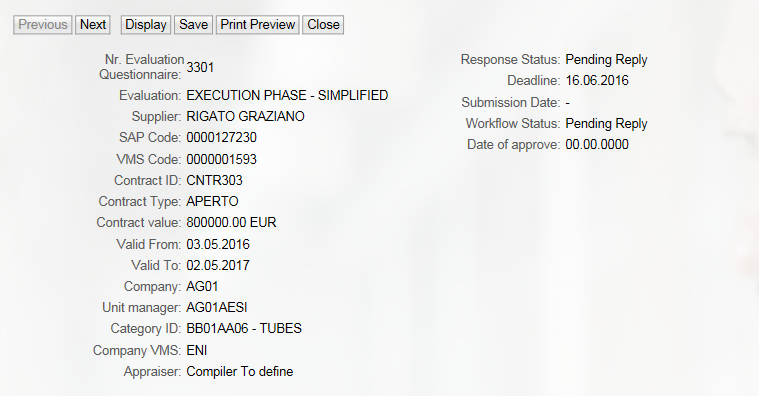 Previous Next Display Save Print Preview Close
Nr. Evaluation
Questionnaire: 3301
Evaluation: EXECUTION PHASE - SIMPLIFIED
Supplier: RIGATO GRAZIANO
SAP Code: 0000127230
VMS Code: 0000001593
Contract ID: CNTR303
Contract Type: APERTO
Contract value: 800000.00 EUR
Valid From: 03.05.2016
Valid To: 02.05.2017
Company: AG01
Unit manager: AG01AESI
Category ID: BB01AA06 - TUBES
Company VMS: ENI
Appraiser: Compiler To define
Response Status: Pending Reply
Deadline: 16.06.2016
Submission Date: -
Workflow Status: Pending Reply
Date of approve: 00.00.0000